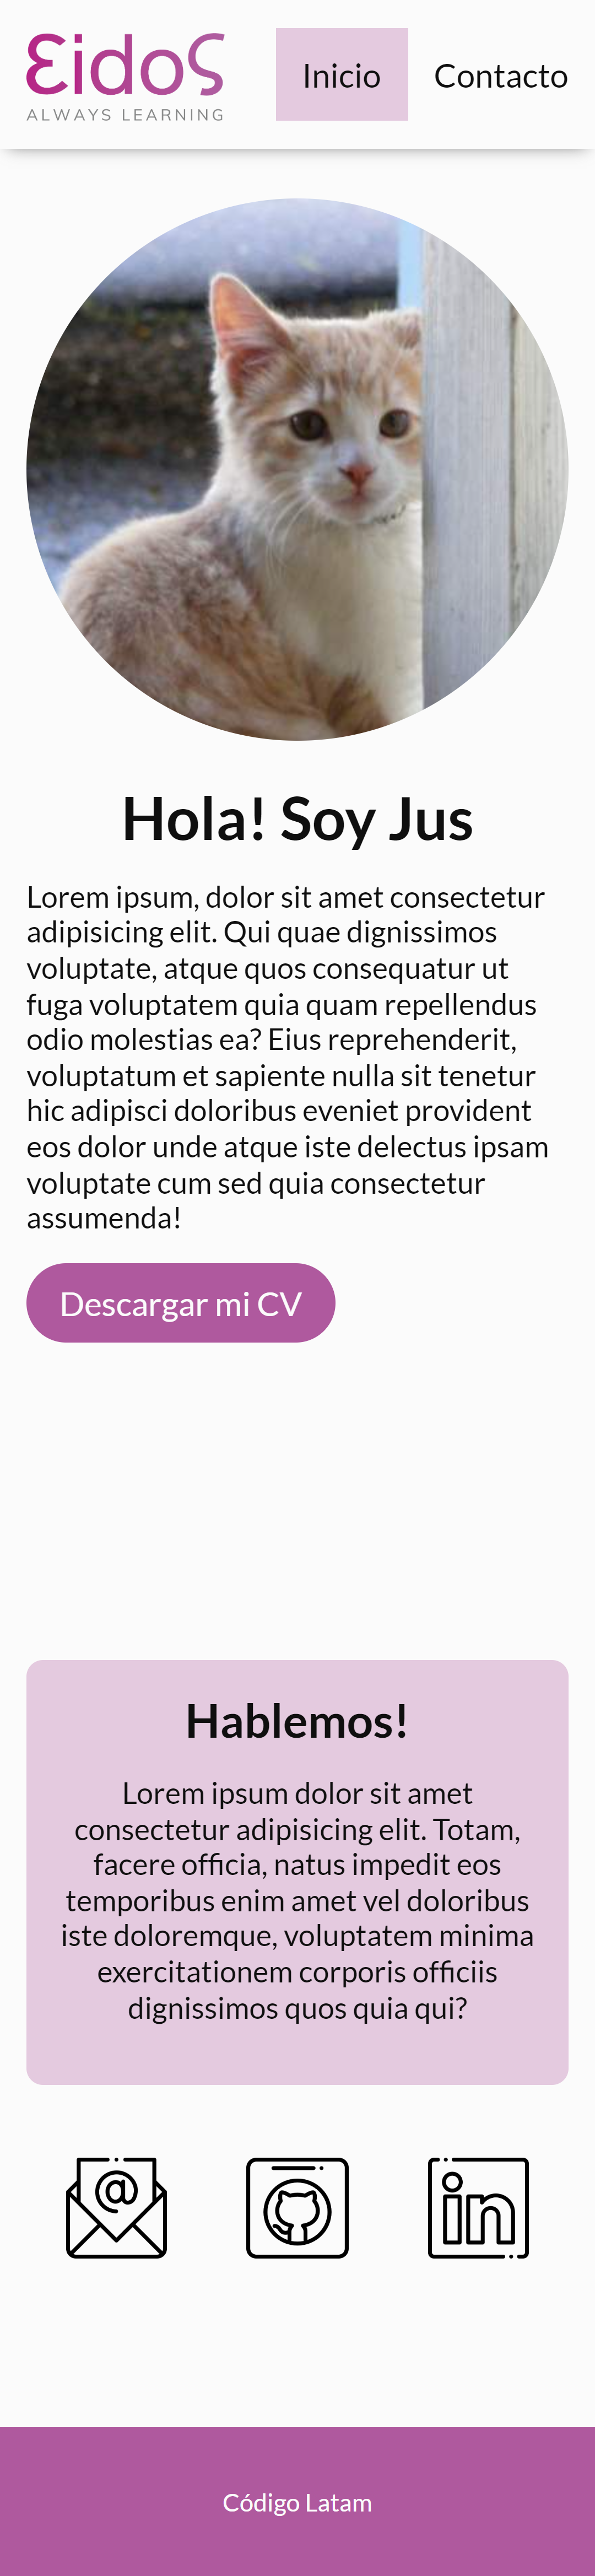 Eidos
ALWAYS LEARNING
Inicio
Contacto
Hola! Soy Jus
Lorem ipsum, dolor sit amet consectetur
adipisicing elit. Qui quae dignissimos
voluptate, atque quos consequatur ut
fuga voluptatem quia quam repellendus
odio molestias ea? Eius reprehenderit,
voluptatum et sapiente nulla sit tenetur
hic adipisci doloribus eveniet provident
eos dolor unde atque iste delectus ipsam
voluptate cum sed quia consectetur
assumenda!
Descargar mi CV
Hablemos!
Lorem ipsum dolor sit amet
consectetur adipisicing elit. Totam,
facere officia, natus impedit eos
temporibus enim amet vel doloribus
iste doloremque, voluptatem minima
exercitationem corporis officiis
dignissimos quos quia qui?
@
in
Código Latam